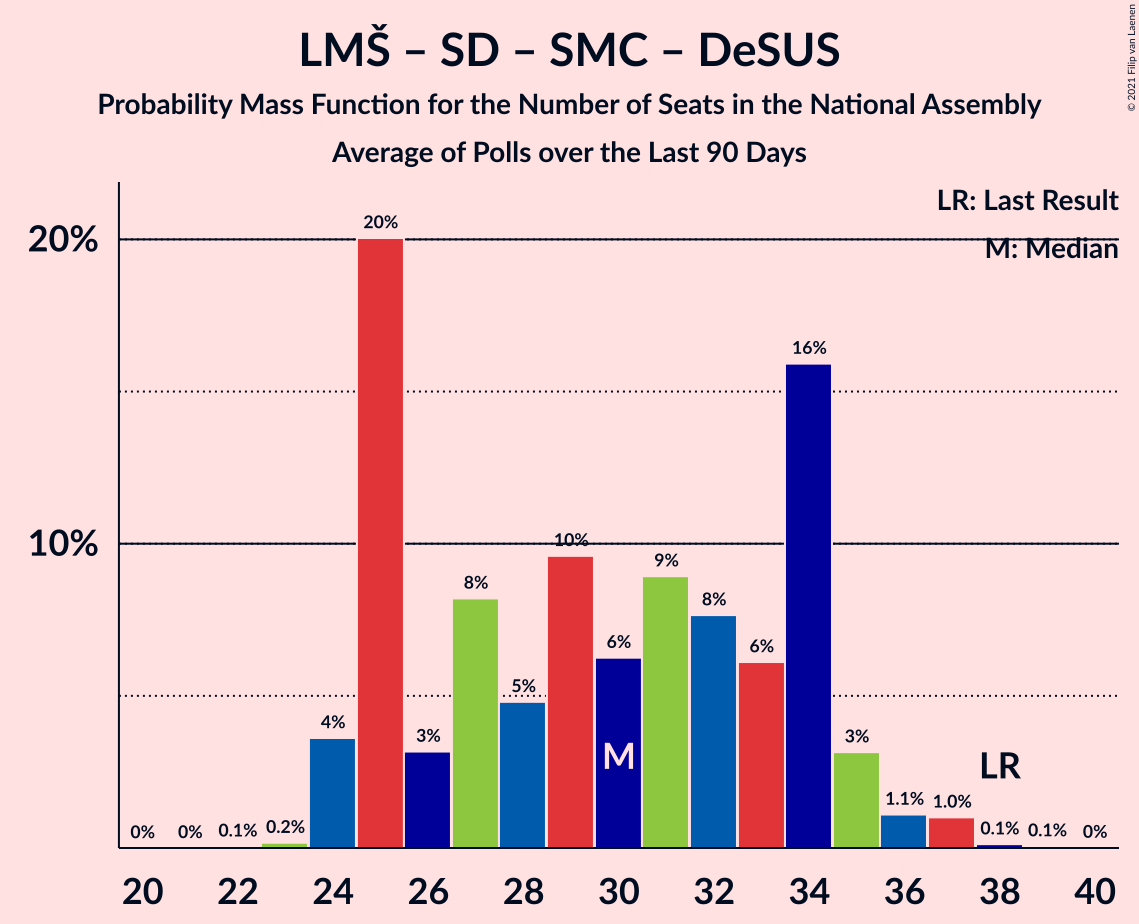 LMŠ – SD – SMC – DeSUS
Probability Mass Function for the Number of Seats in the National Assembly
Average of Polls over the Last 90 Days
© 2021 Filip van Laenen
LR: Last Result
M: Median
20%
10%
0%
0%
0.1%
0.2%
4%
20%
3%
8%
5%
10%
6%
9%
8%
6%
16%
3%
1.1%
1.0%
0.1%
0.1%
0%
M
LR
20 22 24 26 28 30 32 34 36 38 40